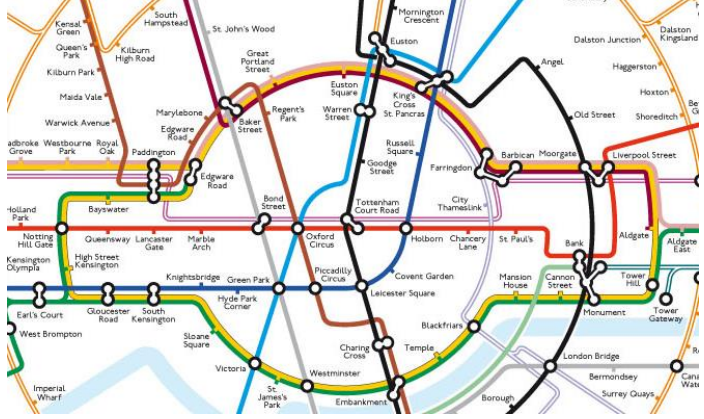 Kensal
Green
South
Hampstead
St. John's Wood
Mornington
Crescent
Queen's
Park
Kilburn
High Road
Great
Portland
Street
Euston
Dalston Junction
Dalston
Kingsland
Kilburn Park
Angel
Haggerston
Maida Vale
Euston
Square
King's
Cross
St. Pancras
Hoxton
Warwick Avenue
Marylebone
Baker
Street
Regent's
Park
Warren
Street
Old Street
Shoreditch
Edgware
Road
Westbourne
Park
Royal
Oak
Paddington
Russell
Square
Goodge
Street
Farringdon
Barbican
Moorgate
Liverpool Street
Edgware
Road
Bayswater
Bond
Street
Tottenham
Court Road
City
Thameslink
Holland
Park
Notting
Hill Gate
Queensway
Lancaster
Gate
Marble
Arch
Oxford
Circus
Holborn
Chancery
Lane
St. Paul's
Bank
Aldgate
Aldgate
East
Kensington
Olympia
High Street
Kensington
Knightsbridge
Green Park
Piccadilly
Circus
Covent Garden
Mansion
House
Cannon
Street
Tower
Hill
Hyde Park
Corner
Leicester Square
Earl's Court
Gloucester
Road
South
Kensington
Monument
Tower
Gateway
West Brompton
Sloane
Square
Blackfriars
Charing
Cross
Temple
Victoria
Westminster
London Bridge
Imperial
Wharf
St.
James's
Park
Embankment
Bermondsey
Borough
Surrey Quays